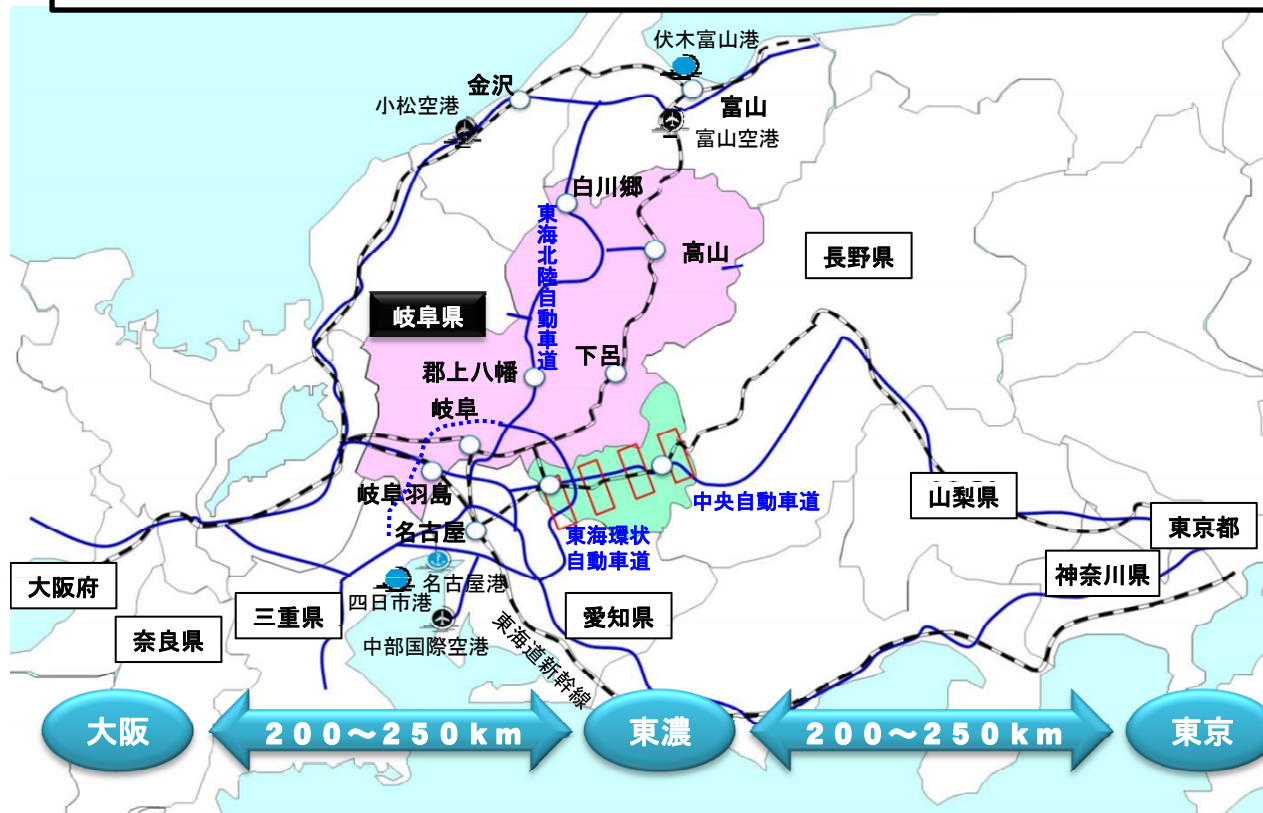 伏木富山港
金沢
小松空港
富山
富山空港
白川郷
東海北陸自動車道
高山
長野県
岐阜県
下呂
郡上八幡
岐阜
岐阜羽島
中央自動車道
山梨県
東京都
名古屋
東海環状
自動車道
神奈川県
大阪府
名古屋港
四日市港
三重県
愛知県
奈良県
中部国際空港
東海道新幹線
大阪
200～250km
東濃
200～250km
東京